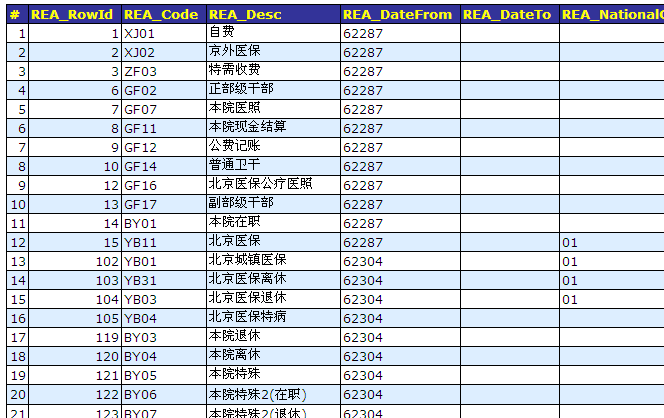 # REA_RowId REA_Code REA_Desc REA_DateFrom REA_DateTo REA_National
1 1 XJ01 自费 62287
2 2 XJ02 京外医保 62287
3 3 ZF03 特需收费 62287
4 6 GF02 正部级干部 62287
5 7 GF07 本院医照 62287
6 8 GF11 本院现金结算 62287
7 9 GF12 公费记账 62287
8 10 GF14 普通卫干 62287
9 12 GF16 北京医保公疗医照 62287
10 13 GF17 副部级干部 62287
11 14 BY01 本院在职 62287
12 15 YB11 北京医保 62287 01
13 102 YB01 北京城镇医保 62304 01
14 103 YB31 北京医保离休 62304 01
15 104 YB03 北京医保退休 62304 01
16 105 YB04 北京医保特病 62304
17 119 BY03 本院退休 62304
18 120 BY04 本院离休 62304
19 121 BY05 本院特殊 62304
20 122 BY06 本院特殊2(在职) 62304
21 123 BY07 本院特殊2(退休) 62304